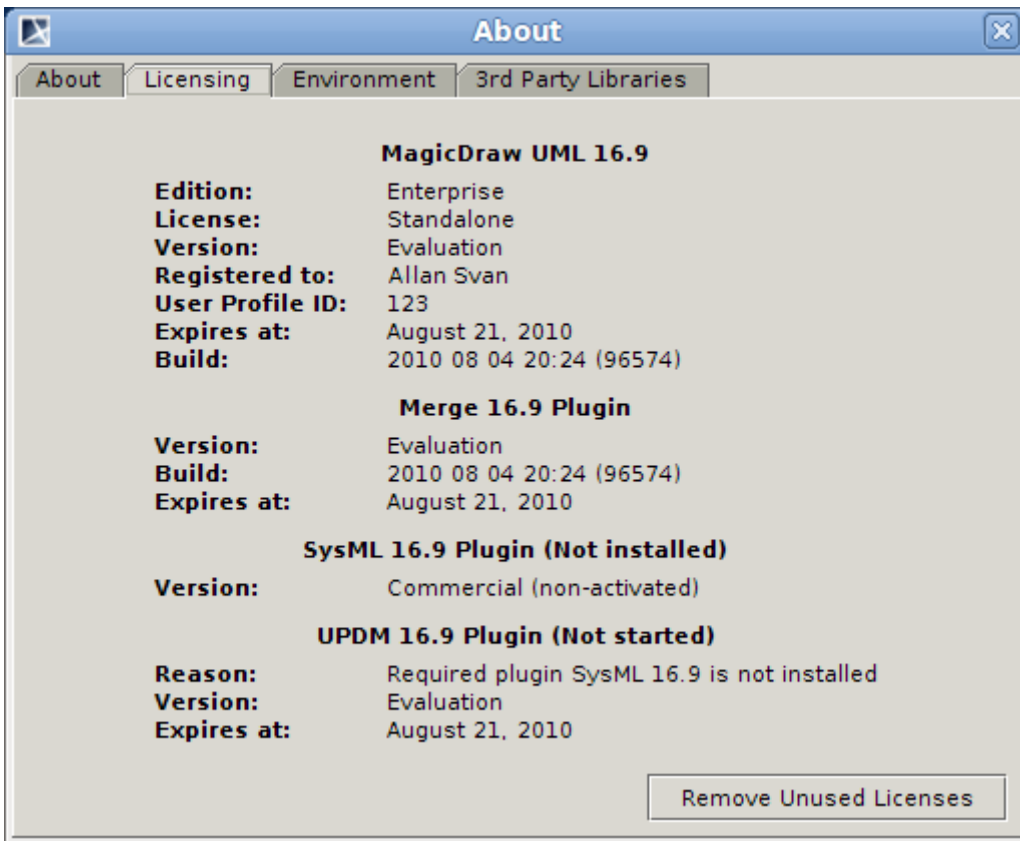 About
About Licensing Environment 3rd Party Libraries
MagicDraw UML 16.9
Edition: Enterprise
License: Standalone
Version: Evaluation
Registered to: Allan Svan
User Profile ID: 123
Expires at: August 21, 2010
Build: 2010 08 04 20:24 (96574)
Merge 16.9 Plugin
Version: Evaluation
Build: 2010 08 04 20:24 (96574)
Expires at: August 21, 2010
SysML 16.9 Plugin (Not installed)
Version: Commercial (non-activated)
UPDM 16.9 Plugin (Not started)
Reason: Required plugin SysML 16.9 is not installed
Version: Evaluation
Expires at: August 21, 2010
Remove Unused Licenses